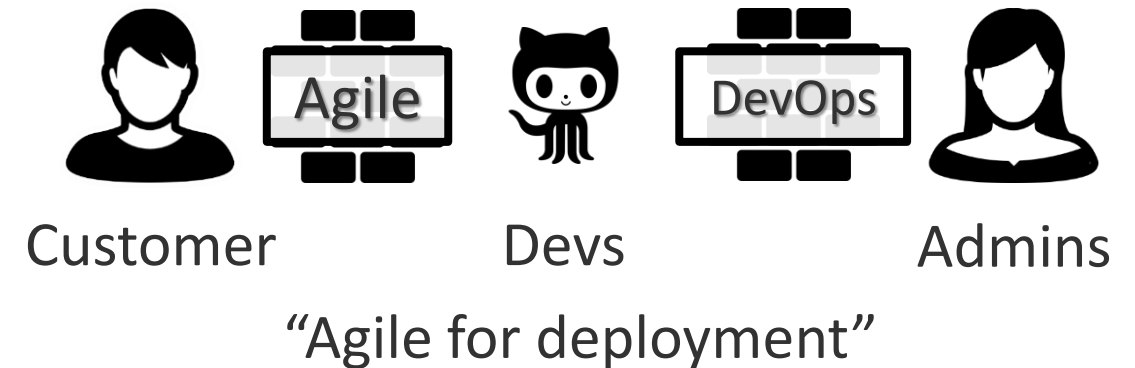 Agile
DevOps
Customer
Devs
Admins
“Agile for deployment”